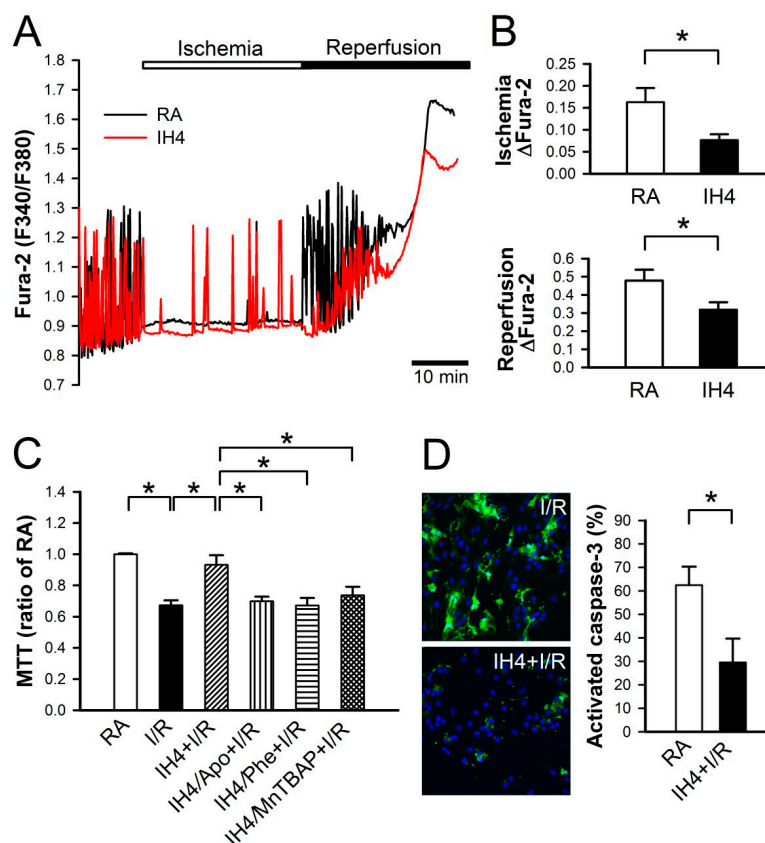 A
Ischemia Reperfusion
1.8
1.7
1.6
1.5
1.4
1.3
1.2
1.1
1.0
0.9
0.8
0.7
Fura-2 (F340/F380)
RA
IH4
10 min
B
*
0.25
0.20
0.15
0.10
0.05
0.00
Ischemia
ΔFura-2
RA IH4
*
0.6
0.5
0.4
0.3
0.2
0.1
0.0
Reperfusion
ΔFura-2
RA IH4
C
*
*
* * *
1.4
1.2
1.0
0.8
0.6
0.4
0.2
0.0
MTT (ratio of RA)
RA
I/R
IH4+I/R
IH4/Apo+I/R
IH4/Phe+I/R
IH4/MnTBAP+I/R
D
I/R
IH4+I/R
*
90
80
70
60
50
40
30
20
10
0
Activated caspase-3 (%)
RA
IH4+I/R